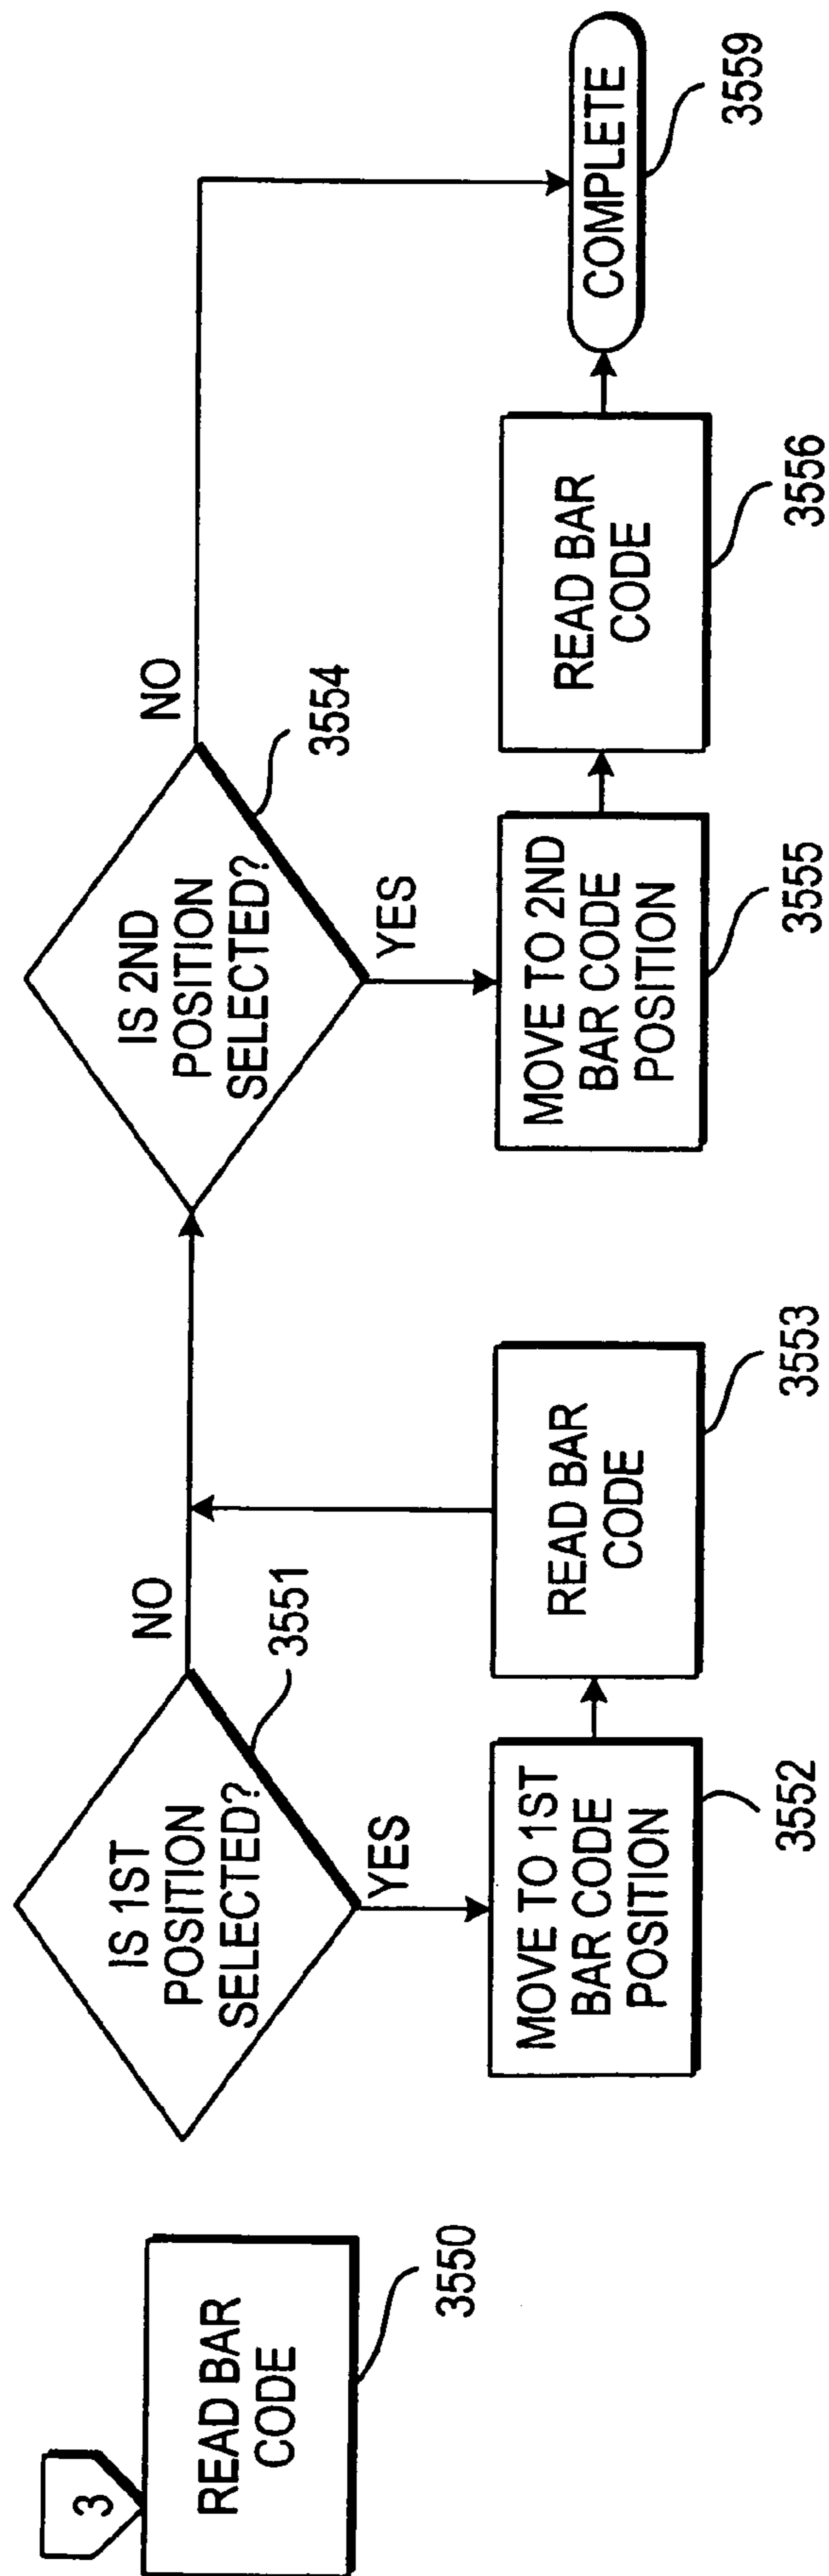 3
READ BAR
CODE
3550
IS 1ST
POSITION
SELECTED?
3551
NO
YES
MOVE TO 1ST
BAR CODE
POSITION
3552
READ BAR
CODE
3553
IS 2ND
POSITION
SELECTED?
3554
NO
YES
MOVE TO 2ND
BAR CODE
POSITION
3555
READ BAR
CODE
3556
COMPLETE
3559